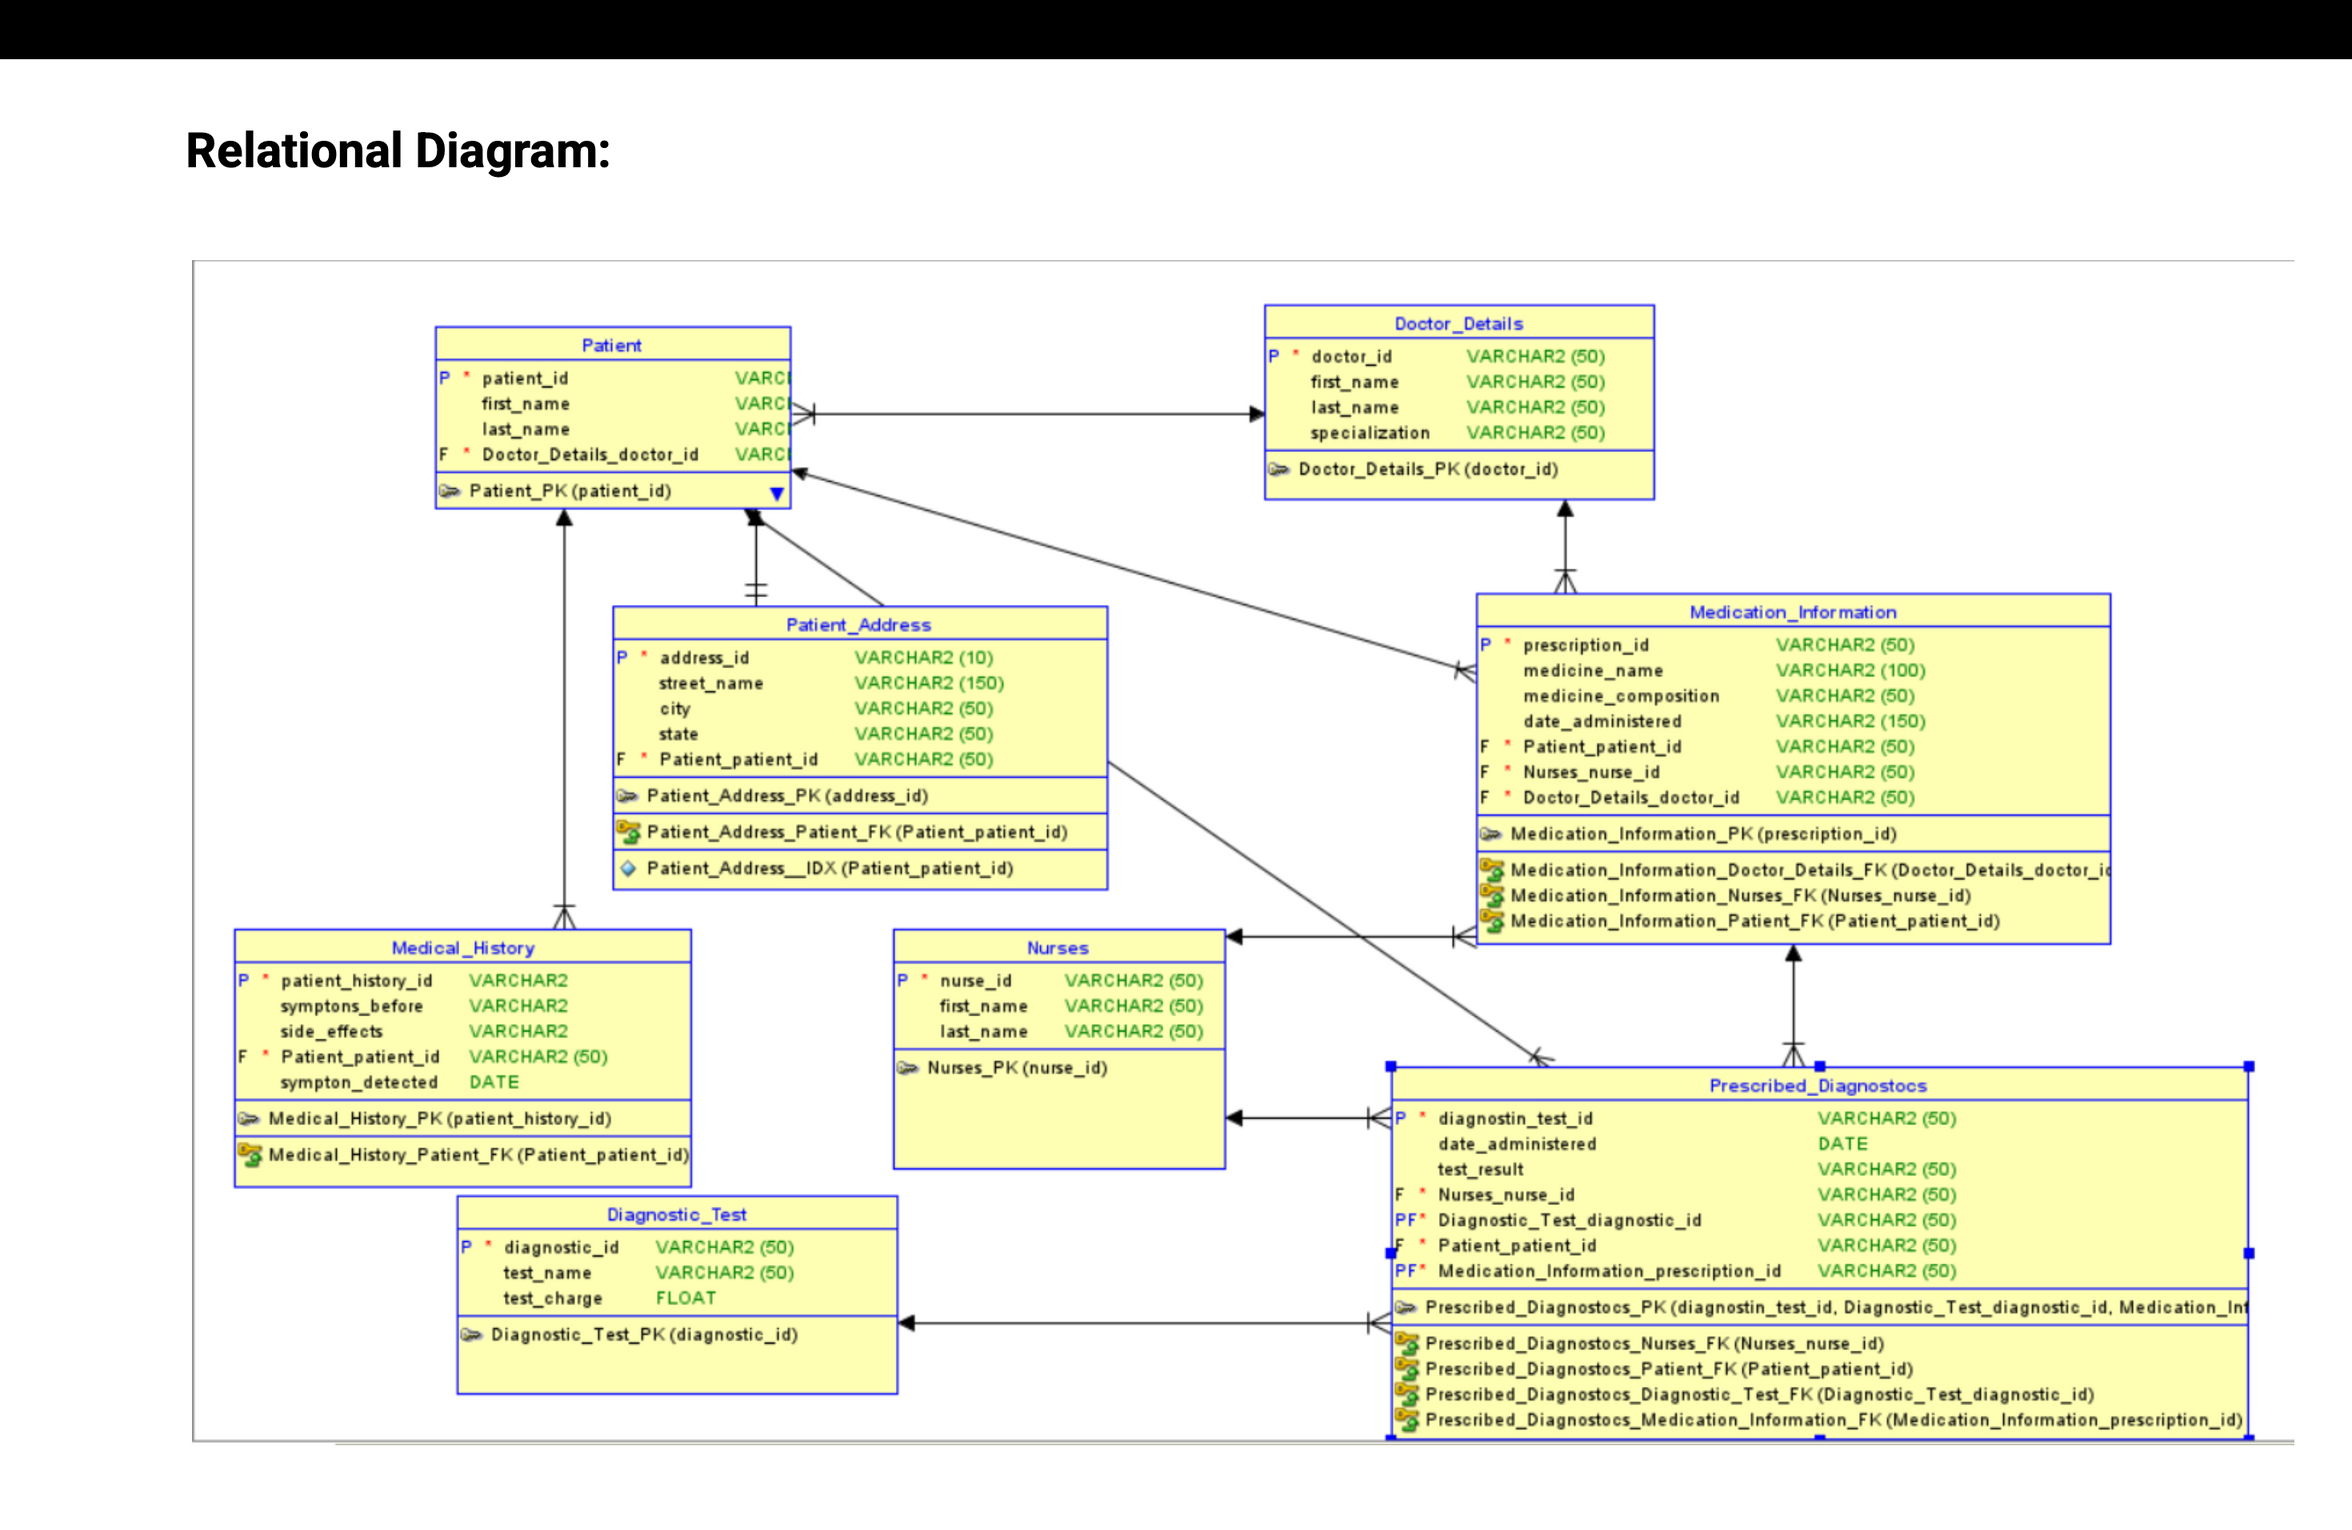 Relational Diagram:
Patient
P * patient_id VARC
first_name VARC
last_name VARC
F * Doctor_Details_doctor_id VARC
Patient_PK (patient_id)
Doctor_Details
P * doctor_id VARCHAR2 (50)
first_name VARCHAR2 (50)
last_name VARCHAR2 (50)
specialization VARCHAR2 (50)
Doctor_Details_PK (doctor_id)
Patient_Address
P * address_id VARCHAR2 (10)
street_name VARCHAR2 (150)
city VARCHAR2 (50)
state VARCHAR2 (50)
F * Patient_patient_id VARCHAR2 (50)
Patient_Address_PK (address_id)
Patient_Address_Patient_FK (Patient_patient_id)
Patient_Address__IDX (Patient_patient_id)
Medication_Information
P * prescription_id VARCHAR2 (50)
medicine_name VARCHAR2 (100)
medicine_composition VARCHAR2 (50)
date_administered VARCHAR2 (150)
F * Patient_patient_id VARCHAR2 (50)
F * Nurses_nurse_id VARCHAR2 (50)
F * Doctor_Details_doctor_id VARCHAR2 (50)
Medication_Information_PK (prescription_id)
Medication_Information_Doctor_Details_FK (Doctor_Details_doctor_i
Medication_Information_Nurses_FK (Nurses_nurse_id)
Medication_Information_Patient_FK (Patient_patient_id)
Medical_History
P * patient_history_id VARCHAR2
symptons_before VARCHAR2
side_effects VARCHAR2
F * Patient_patient_id VARCHAR2 (50)
sympton_detected DATE
Medical_History_PK (patient_history_id)
Medical_History_Patient_FK (Patient_patient_id)
Nurses
P * nurse_id VARCHAR2 (50)
first_name VARCHAR2 (50)
last_name VARCHAR2 (50)
Nurses_PK (nurse_id)
Diagnostic_Test
P * diagnostic_id VARCHAR2 (50)
test_name VARCHAR2 (50)
test_charge FLOAT
Diagnostic_Test_PK (diagnostic_id)
Prescribed_Diagnostocs
P * diagnostin_test_id VARCHAR2 (50)
date_administered DATE
test_result VARCHAR2 (50)
F * Nurses_nurse_id VARCHAR2 (50)
PF* Diagnostic_Test_diagnostic_id VARCHAR2 (50)
F * Patient_patient_id VARCHAR2 (50)
PF* Medication_Information_prescription_id VARCHAR2 (50)
Prescribed_Diagnostocs_PK (diagnostin_test_id, Diagnostic_Test_diagnostic_id, Medication_Inf
Prescribed_Diagnostocs_Nurses_FK (Nurses_nurse_id)
Prescribed_Diagnostocs_Patient_FK (Patient_patient_id)
Prescribed_Diagnostocs_Diagnostic_Test_FK (Diagnostic_Test_diagnostic_id)
Prescribed_Diagnostocs_Medication_Information_FK (Medication_Information_prescription_id)